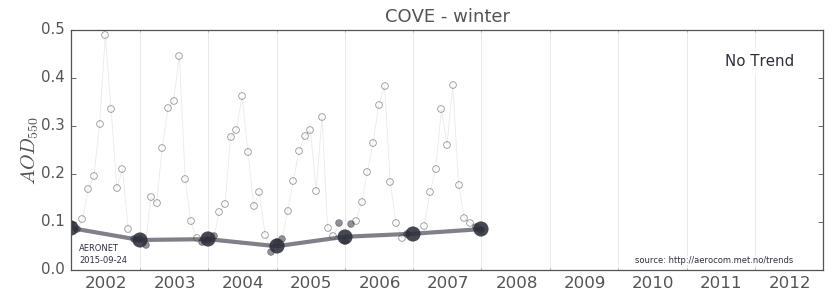 COVE - winter
No Trend
0.5
0.4
0.3
0.2
0.1
0.0
AOD550
AERONET
2015-09-24
source: http://aerocom.met.no/trends
2002 2003 2004 2005 2006 2007 2008 2009 2010 2011 2012